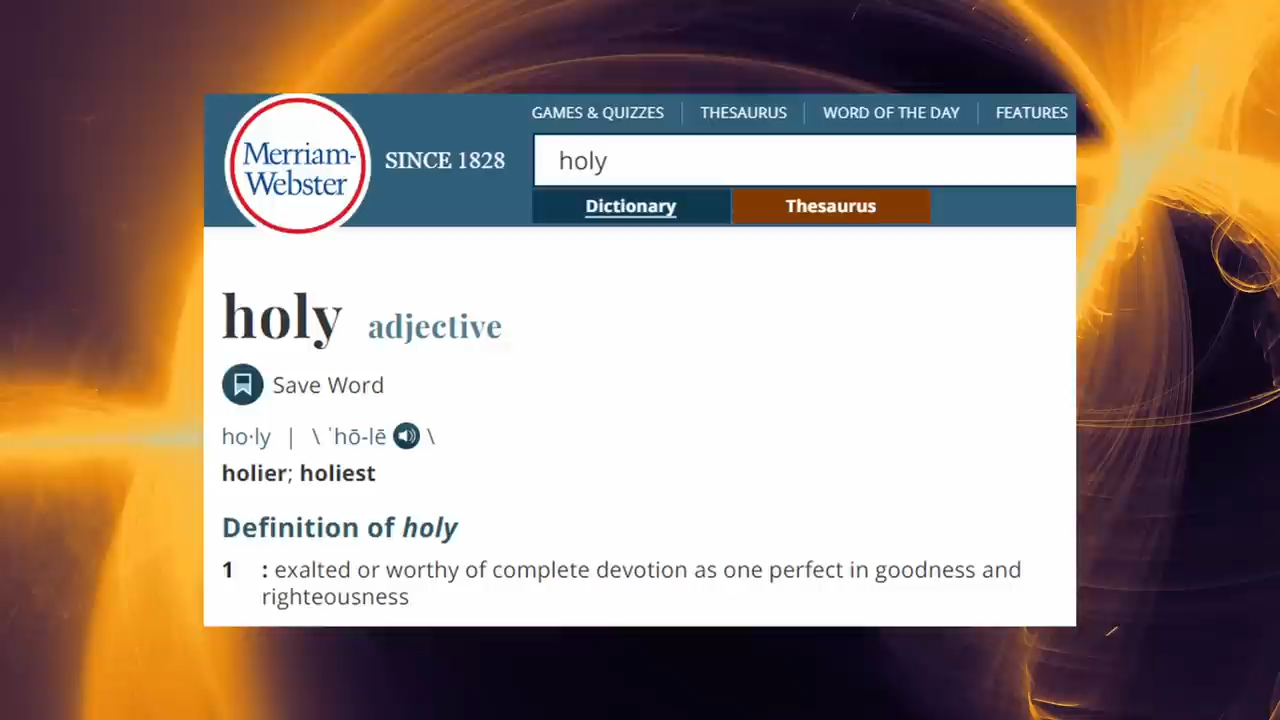 GAMES & QUIZZES | THESAURUS | WORD OF THE DAY | FEATURES
Merriam-
Webster
SINCE 1828
holy
Dictionary Thesaurus
holy adjective
Save Word
ho·ly | \ ˈhō-lē \
holier; holiest
Definition of holy
1 : exalted or worthy of complete devotion as one perfect in goodness and
righteousness